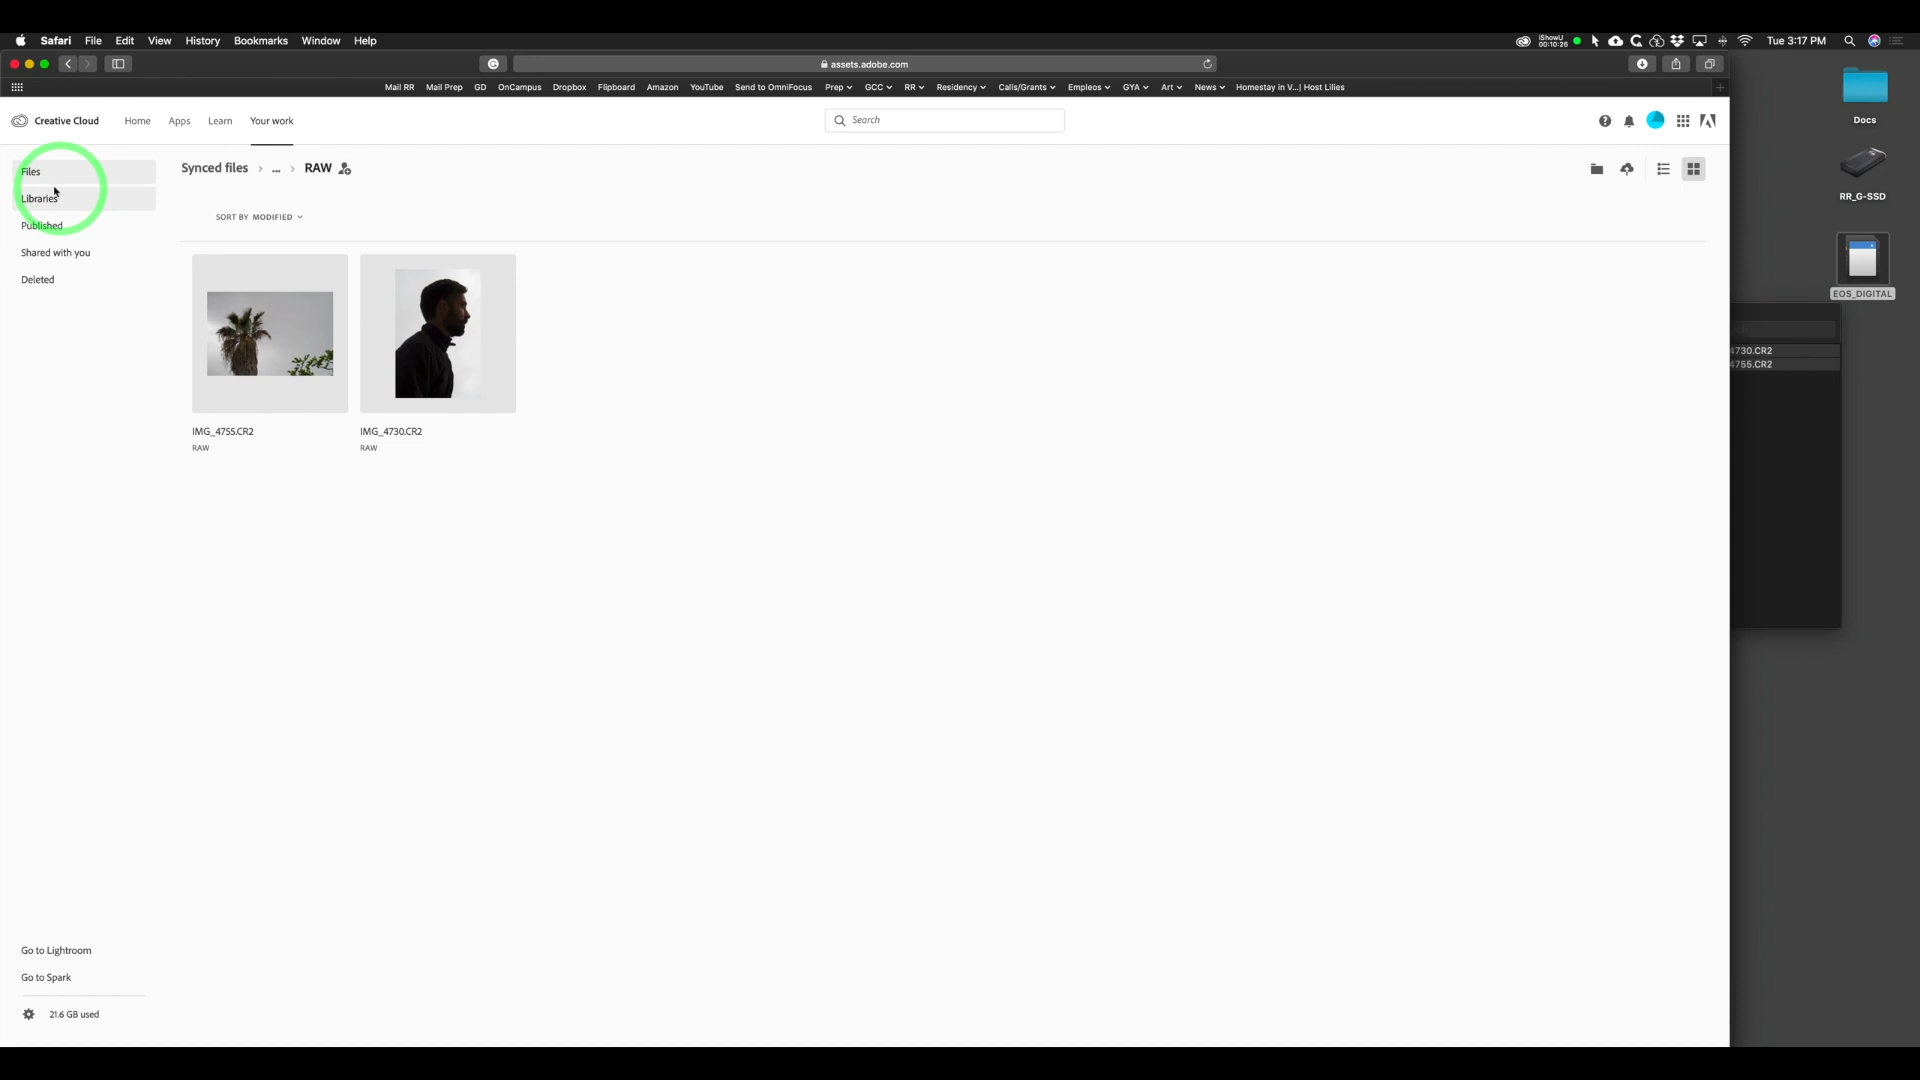 Safari File Edit View History Bookmarks Window Help iShowU 00:10:26 Tue 3:17 PM
assets.adobe.com
Mail RR Mail Prep GD OnCampus Dropbox Flipboard Amazon YouTube Send to OmniFocus Prep GCC RR Residency Calls/Grants Empleos GYA Art News Homestay in V...| Host Lilies
Creative Cloud Home Apps Learn Your work Search
Docs
Files
Libraries
Published
Shared with you
Deleted
Synced files > ... > RAW
SORT BY MODIFIED
IMG_4755.CR2
RAW
IMG_4730.CR2
RAW
RR_G-SSD
EOS_DIGITAL
4730.CR2
4755.CR2
Go to Lightroom
Go to Spark
21.6 GB used